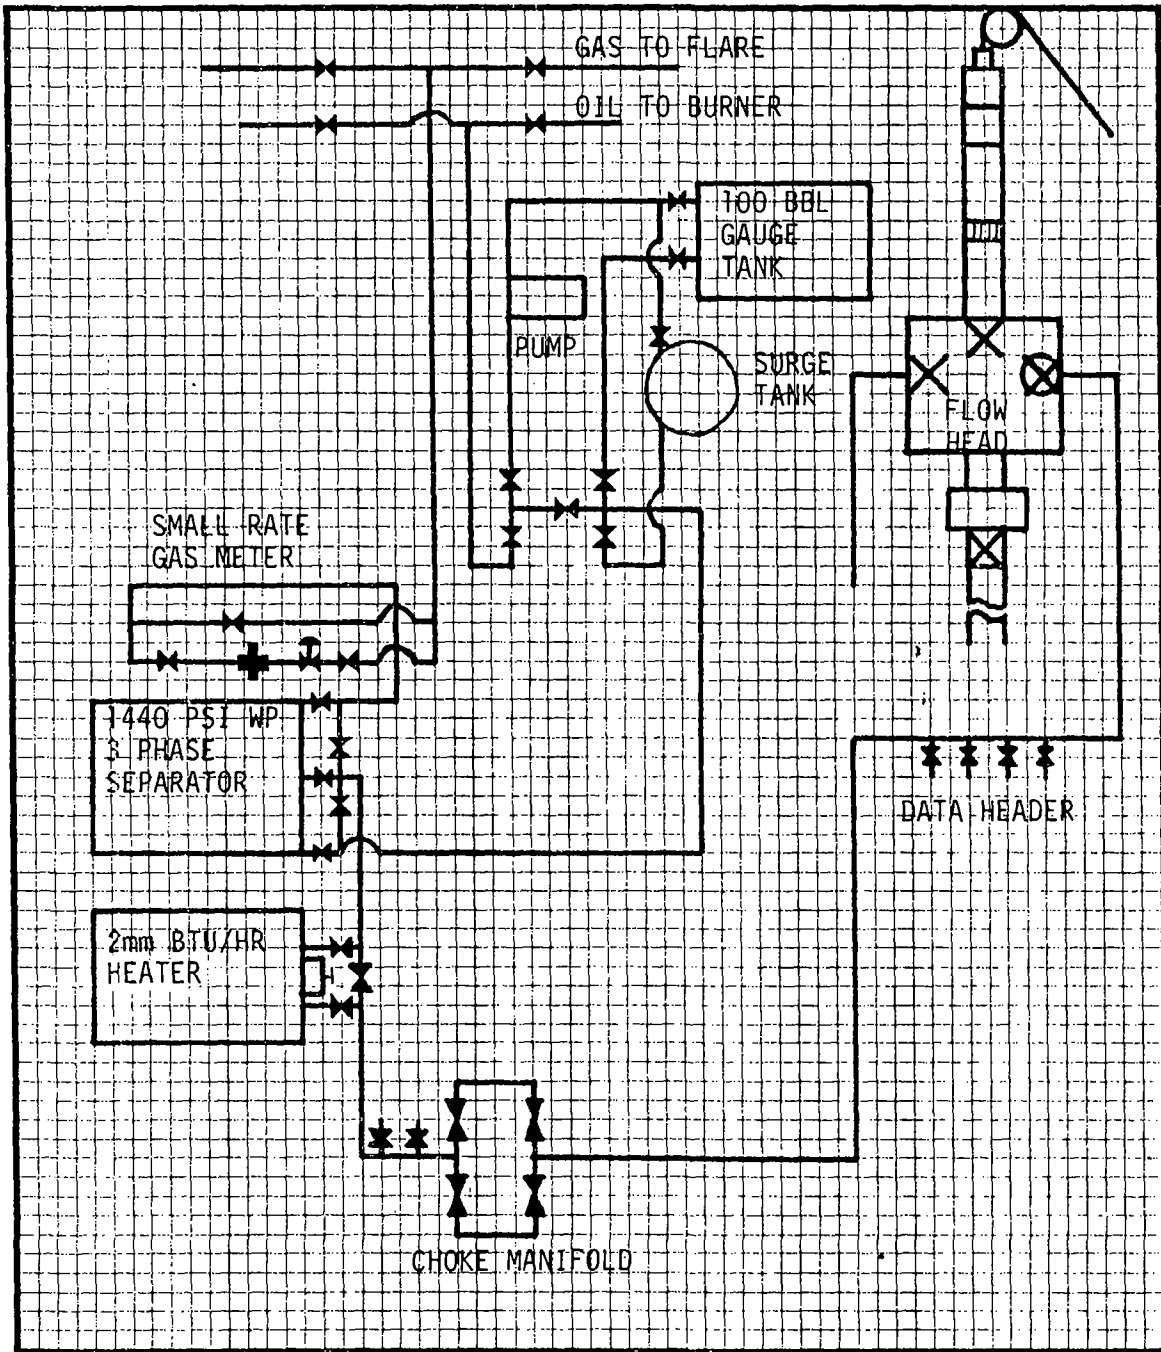 GAS TO FLARE
OIL TO BURNER
100 BBL
GAUGE
TANK
PUMP
SURGE
TANK
FLOW
HEAD
SMALL RATE
GAS METER
1440 PSI WP
3 PHASE
SEPARATOR
DATA HEADER
2mm BTU/HR
HEATER
CHOKE MANIFOLD